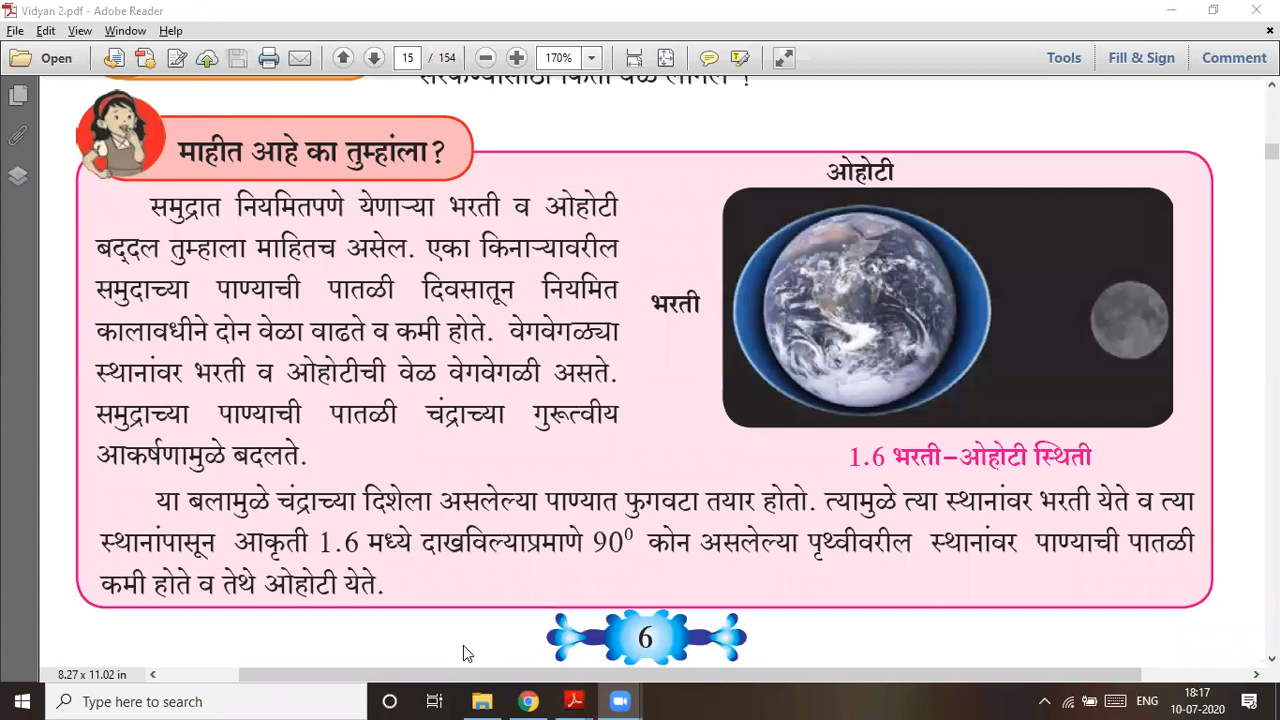 Vidyan 2.pdf - Adobe Reader
File Edit View Window Help
Open 15 / 154 170% Tools Fill & Sign Comment
माहीत आहे का तुम्हांला?
समुद्रात नियमितपणे येणाऱ्या भरती व ओहोटी
बद्‌दल तुम्हाला माहितच असेल. एका किनाऱ्यावरील
समुदाच्या पाण्याची पातळी दिवसातून नियमित
कालावधीने दोन वेळा वाढते व कमी होते. वेगवेगळ्या
स्थानांवर भरती व ओहोटीची वेळ वेगवेगळी असते.
समुद्राच्या पाण्याची पातळी चंद्राच्या गुरूत्वीय
आकर्षणामुळे बदलते.
ओहोटी
भरती
1.6 भरती-ओहोटी स्थिती
या बलामुळे चंद्राच्या दिशेला असलेल्या पाण्यात फुगवटा तयार होतो. त्यामुळे त्या स्थानांवर भरती येते व त्या
स्थानांपासून आकृती 1.6 मध्ये दाखविल्याप्रमाणे 90⁰ कोन असलेल्या पृथ्वीवरील स्थानांवर पाण्याची पातळी
कमी होते व तेथे ओहोटी येते.
6
8.27 x 11.02 in
Type here to search
ENG
18:17
10-07-2020